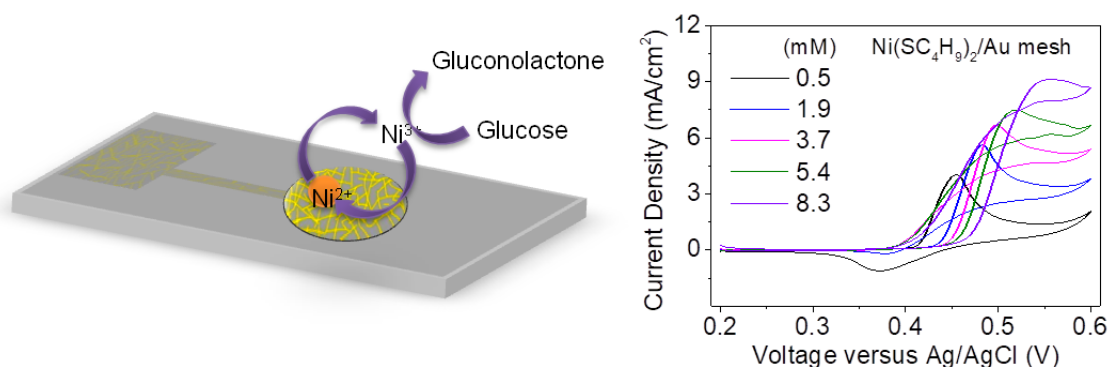 Gluconolactone
Ni³⁺
Glucose
Ni²⁺
(mM)
Ni(SC₄H₉)₂/Au mesh
0.5
1.9
3.7
5.4
8.3
12
9
6
3
0
Current Density (mA/cm²)
0.2
0.3
0.4
0.5
0.6
Voltage versus Ag/AgCl (V)